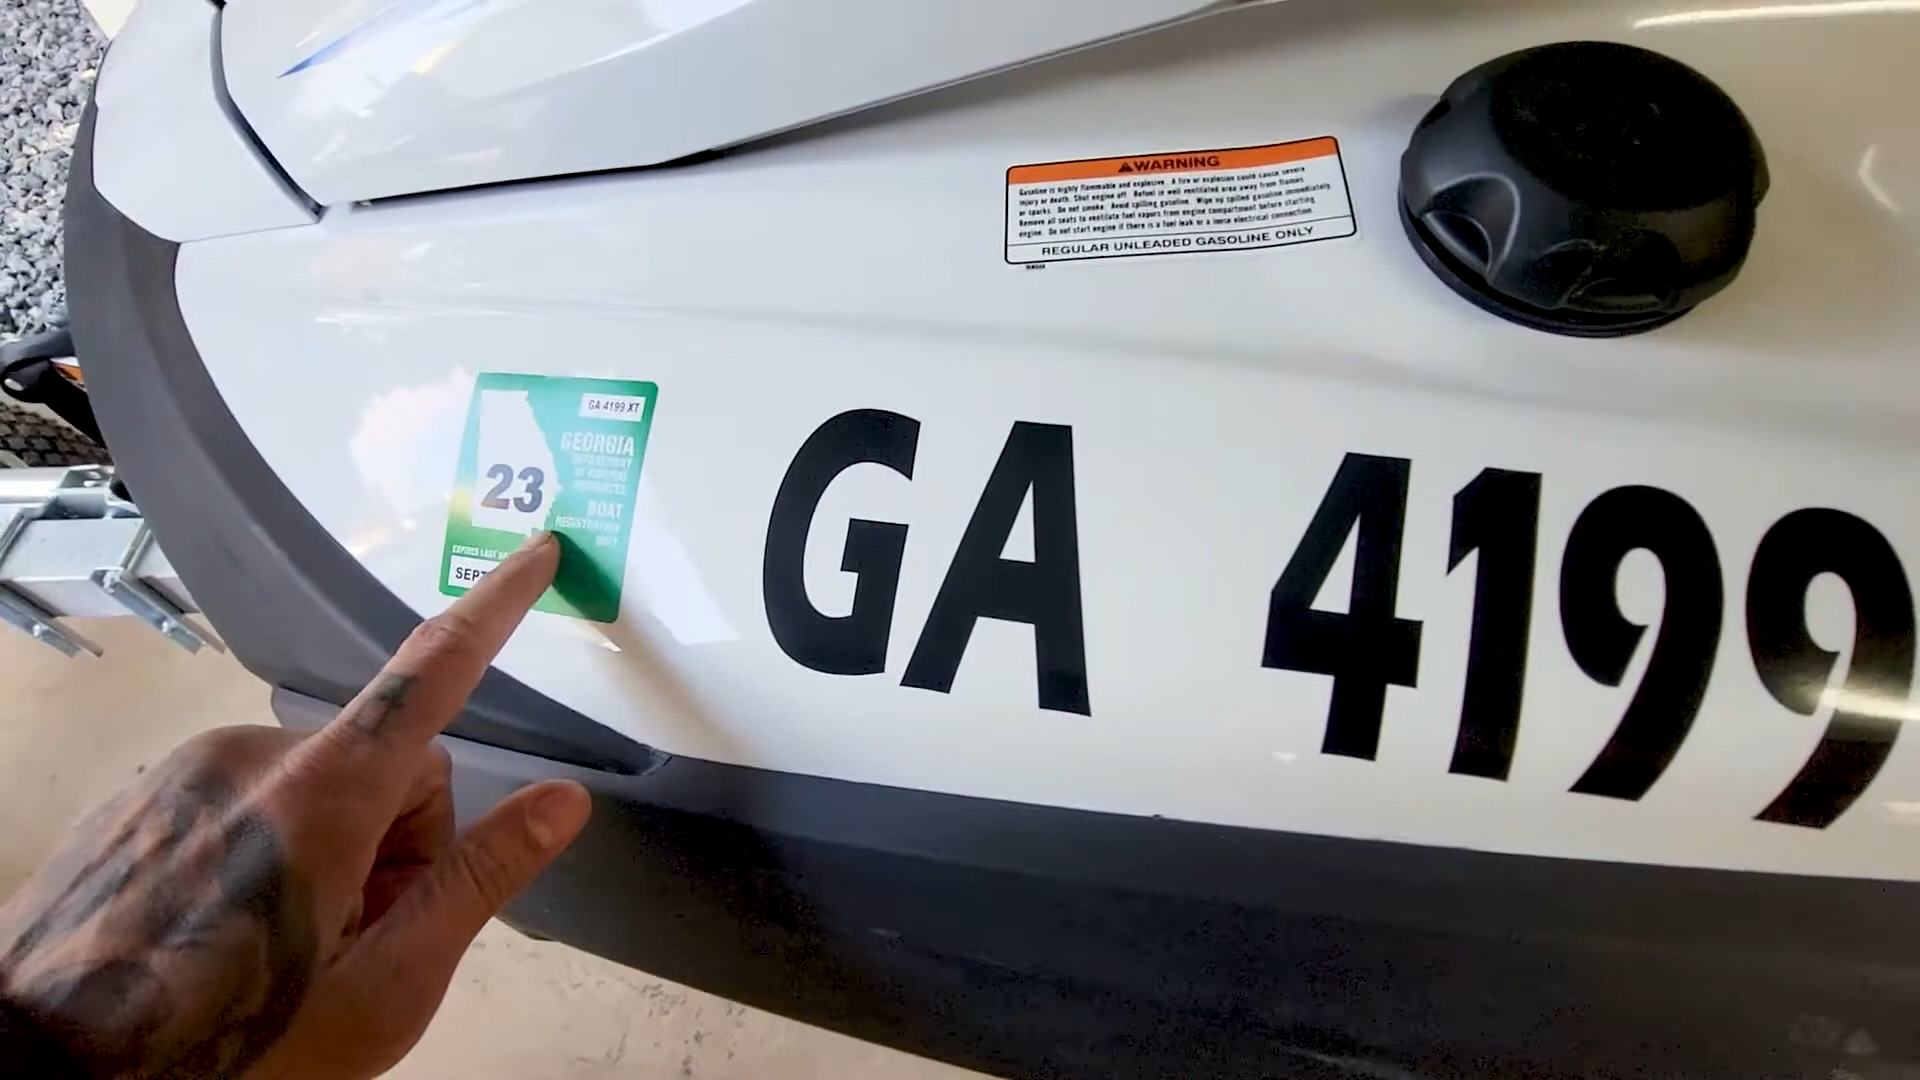 WARNING
Gasoline is highly flammable and explosive. A fire or explosion could cause severe
injury or death. Shut engine off. Refuel in well ventilated area away from flames
or sparks. Do not smoke. Avoid spilling gasoline. Wipe up spilled gasoline immediately.
Remove all seats to ventilate fuel vapors from engine compartment before starting
engine. Do not start engine if there is a fuel leak or a loose electrical connection.
REGULAR UNLEADED GASOLINE ONLY
YAMAHA
GA 4199 XT
GEORGIA
DEPARTMENT
OF NATURAL
RESOURCES
23
BOAT
REGISTRATION
ONLY
EXPIRES LAST
SEPT
GA 4199